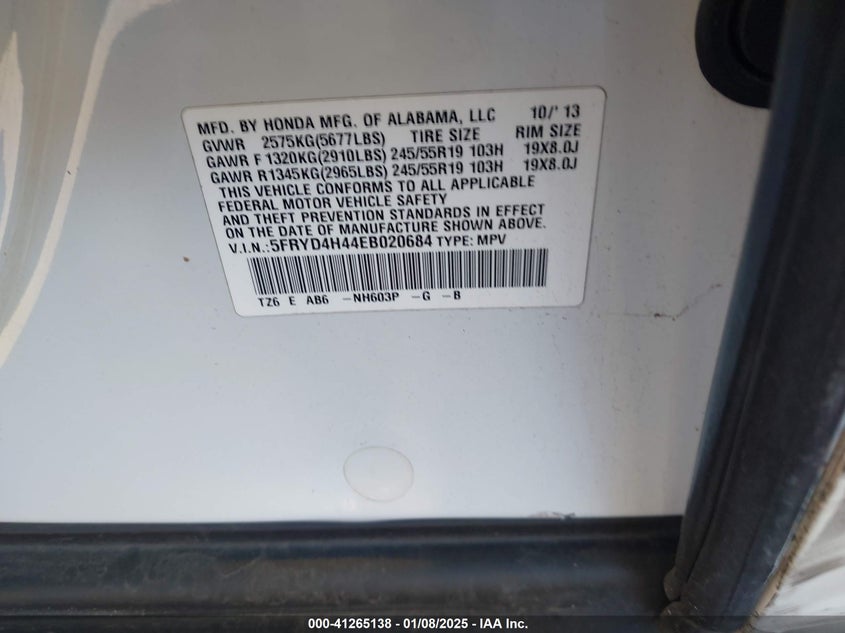 MFD. BY HONDA MFG. OF ALABAMA, LLC 10/' 13
GVWR 2575KG(5677LBS) TIRE SIZE RIM SIZE
GAWR F 1320KG(2910LBS) 245/55R19 103H 19X8.0J
GAWR R1345KG(2965LBS) 245/55R19 103H 19X8.0J
THIS VEHICLE CONFORMS TO ALL APPLICABLE
FEDERAL MOTOR VEHICLE SAFETY
AND THEFT PREVENTION STANDARDS IN EFFECT
ON THE DATE OF MANUFACTURE SHOWN ABOVE.
V.I.N.:5FRYD4H44EB020684 TYPE: MPV
TZ6 E AB6 -NH603P -G -B
000-41265138 - 01/08/2025 - IAA Inc.